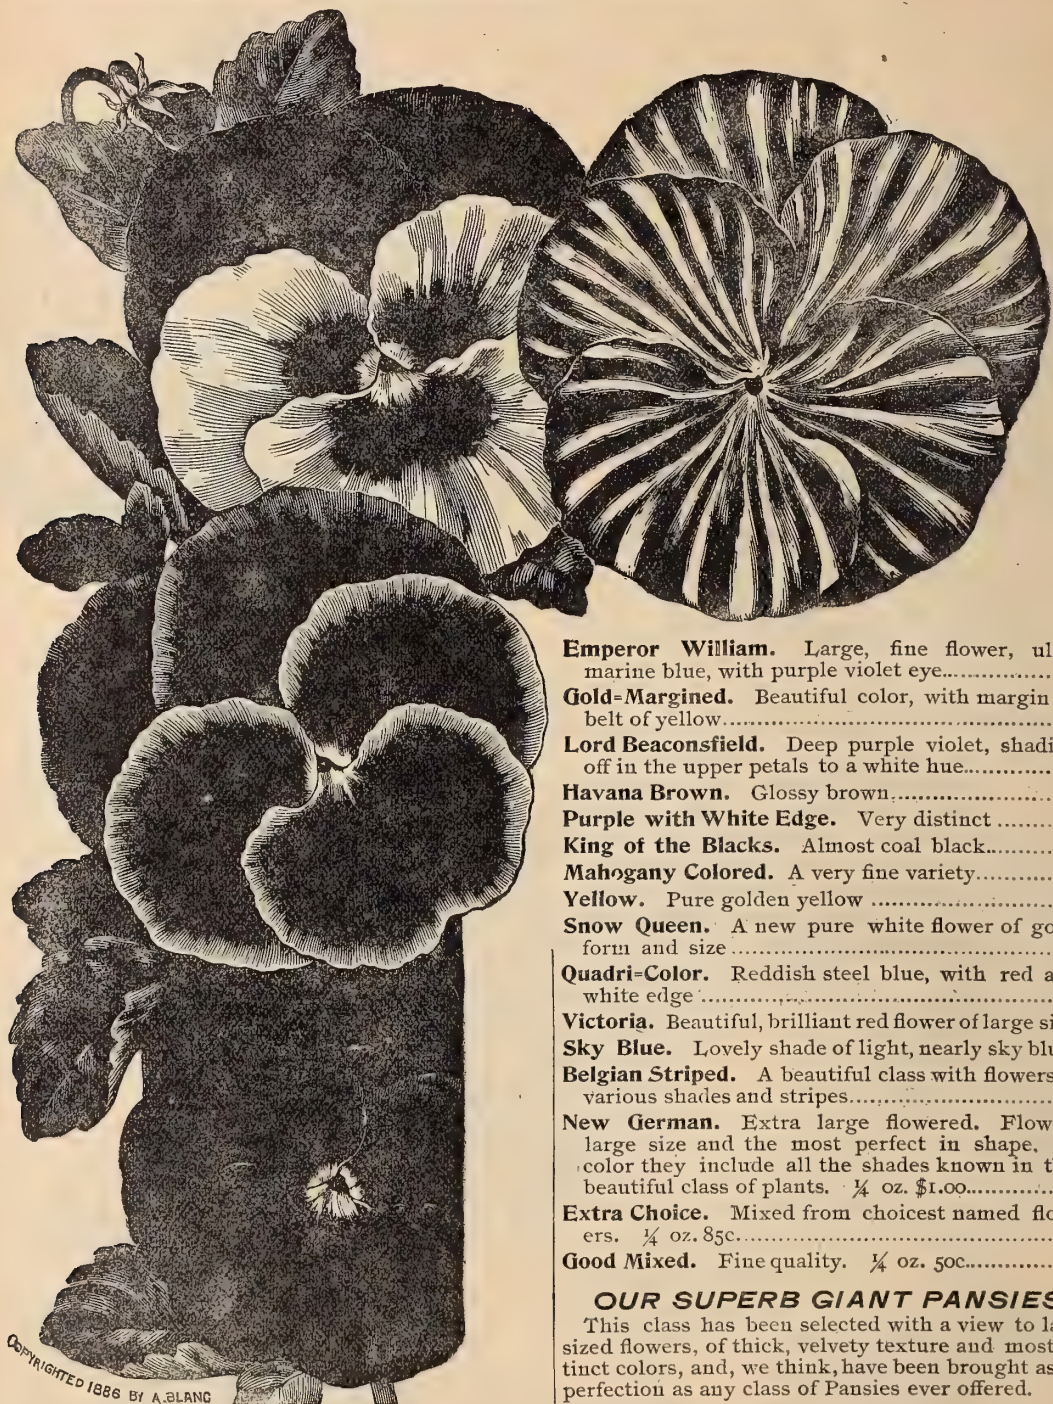 Emperor William. Large, fine flower, ul
marine blue, with purple violet eye
Gold=Margined. Beautiful color, with margin
belt of yellow
Lord Beaconsfield. Deep purple violet, shadi
off in the upper petals to a white hue
Havana Brown. Glossy brown
Purple with White Edge. Very distinct
King of the Blacks. Almost coal black
Mahogany Colored. A very fine variety
Yellow. Pure golden yellow
Snow Queen. A new pure white flower of go
form and size
Quadri=Color. Reddish steel blue, with red a
white edge
Victoria. Beautiful, brilliant red flower of large si
Sky Blue. Lovely shade of light, nearly sky blu
Belgian Striped. A beautiful class with flowers
various shades and stripes
New German. Extra large flowered. Flow
large size and the most perfect in shape.
color they include all the shades known in t
beautiful class of plants. ¼ oz. $1.00
Extra Choice. Mixed from choicest named flo
ers. ¼ oz. 85c
Good Mixed. Fine quality. ¼ oz. 50c
OUR SUPERB GIANT PANSIES
This class has been selected with a view to la
sized flowers, of thick, velvety texture and most
tinct colors, and, we think, have been brought as
perfection as any class of Pansies ever offered.
COPYRIGHTED 1886 BY A.BLANC